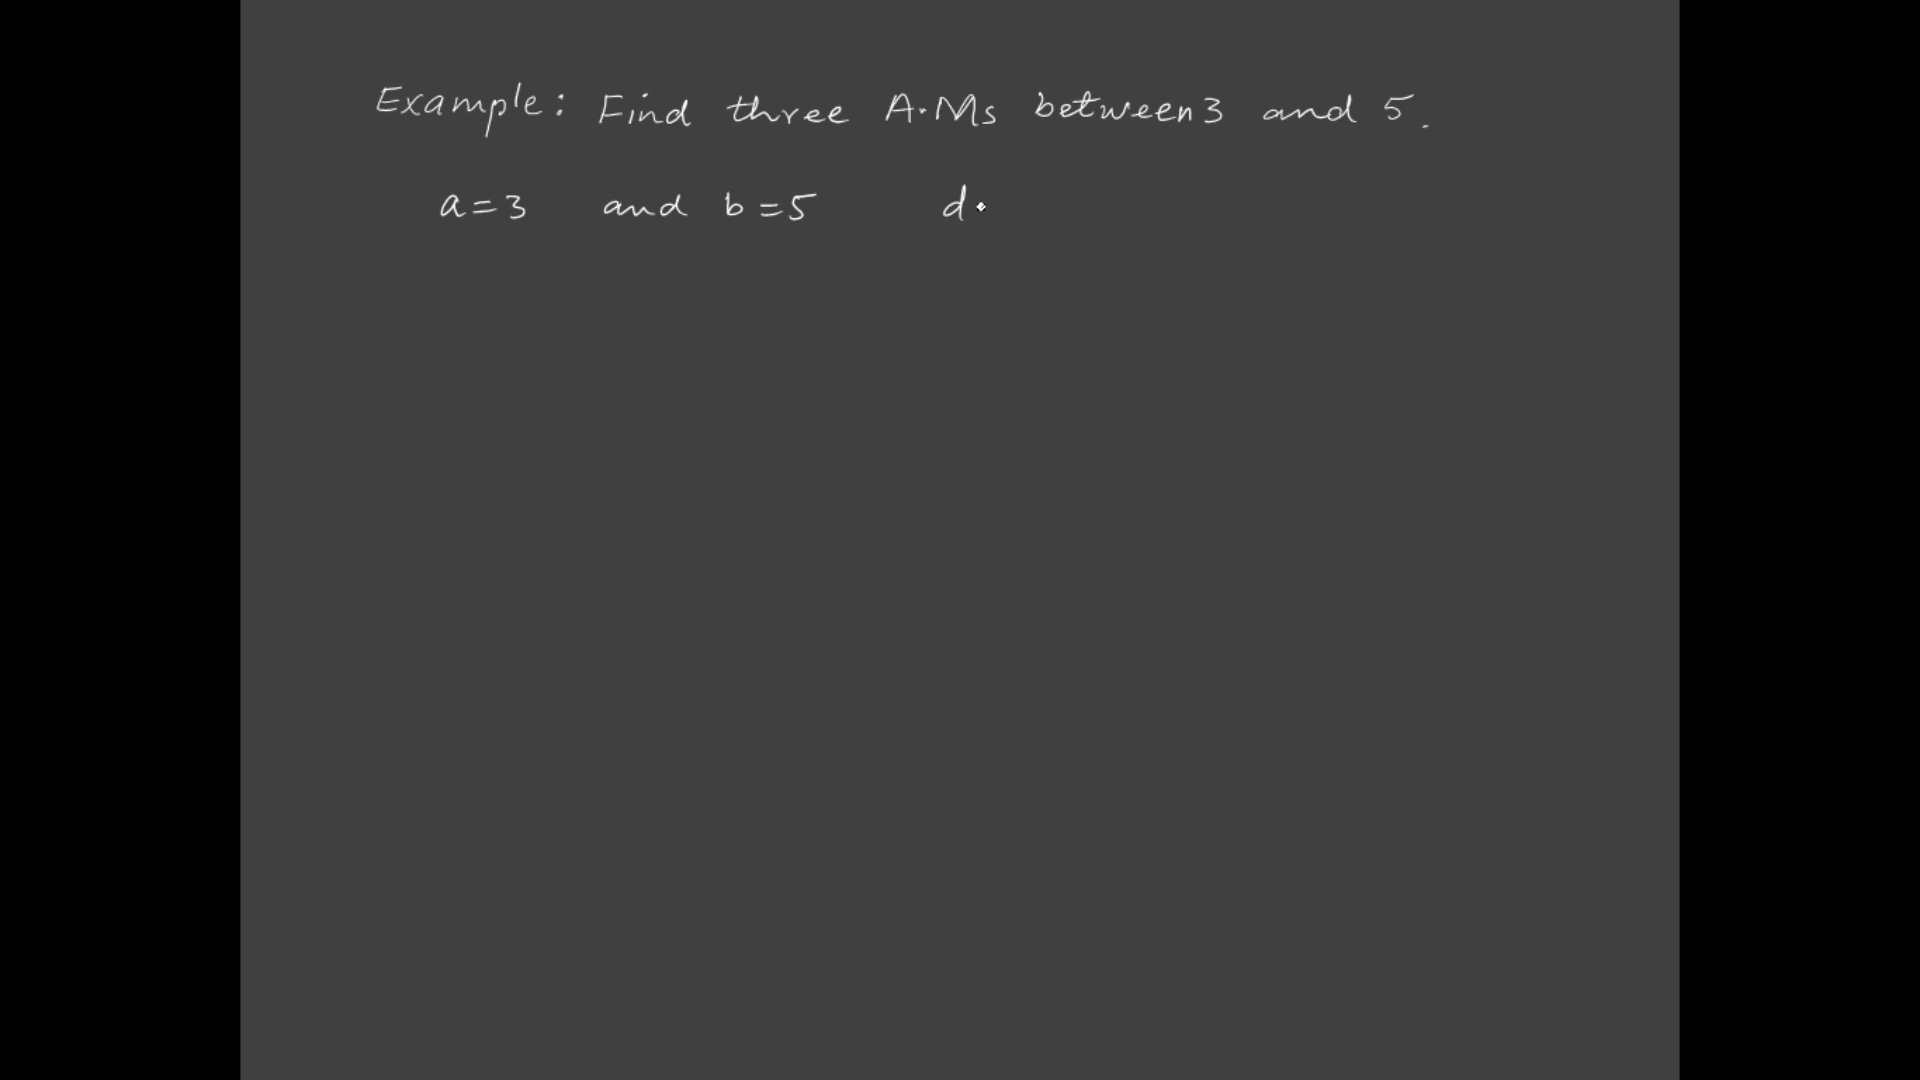 Example: Find three A.Ms between 3 and 5.
a=3 and b=5 d